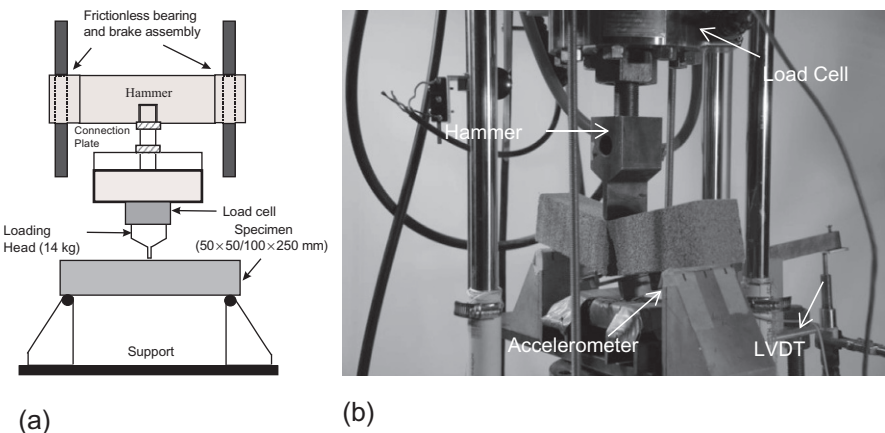 Frictionless bearing
and brake assembly
Hammer
Connection
Plate
Load cell
Loading
Head (14 kg)
Specimen
(50×50/100×250 mm)
Support
(a)
Load Cell
Hammer
Accelerometer
LVDT
(b)